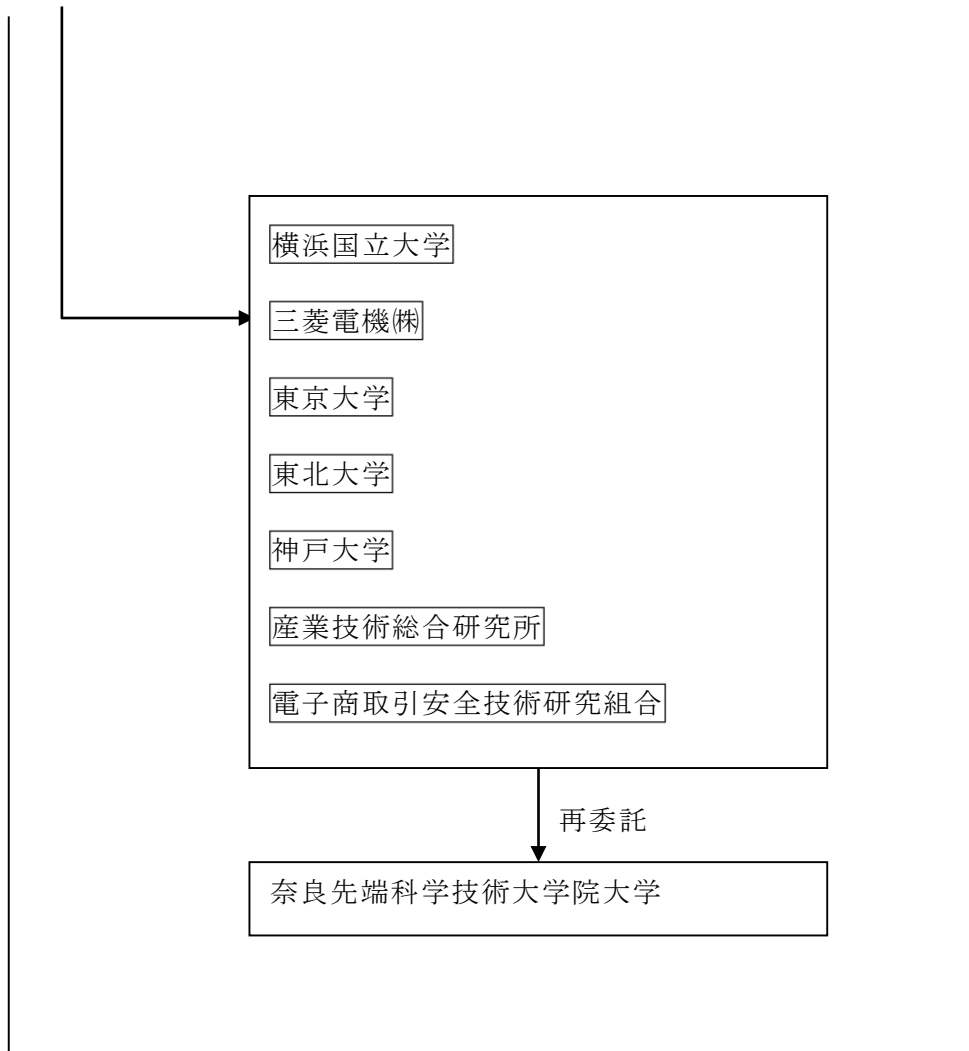 横浜国立大学
三菱電機㈱
東京大学
東北大学
神戸大学
産業技術総合研究所
電子商取引安全技術研究組合
再委託
奈良先端科学技術大学院大学